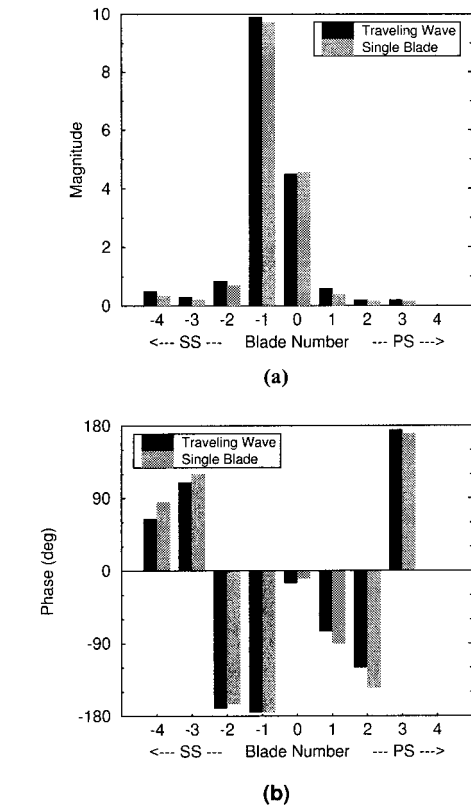 10
8
6
4
2
0
Magnitude
Traveling Wave
Single Blade
-4 -3 -2 -1 0 1 2 3 4
<--- SS --- Blade Number --- PS --->
(a)
180
90
0
-90
-180
Phase (deg)
Traveling Wave
Single Blade
-4 -3 -2 -1 0 1 2 3 4
<--- SS --- Blade Number --- PS --->
(b)